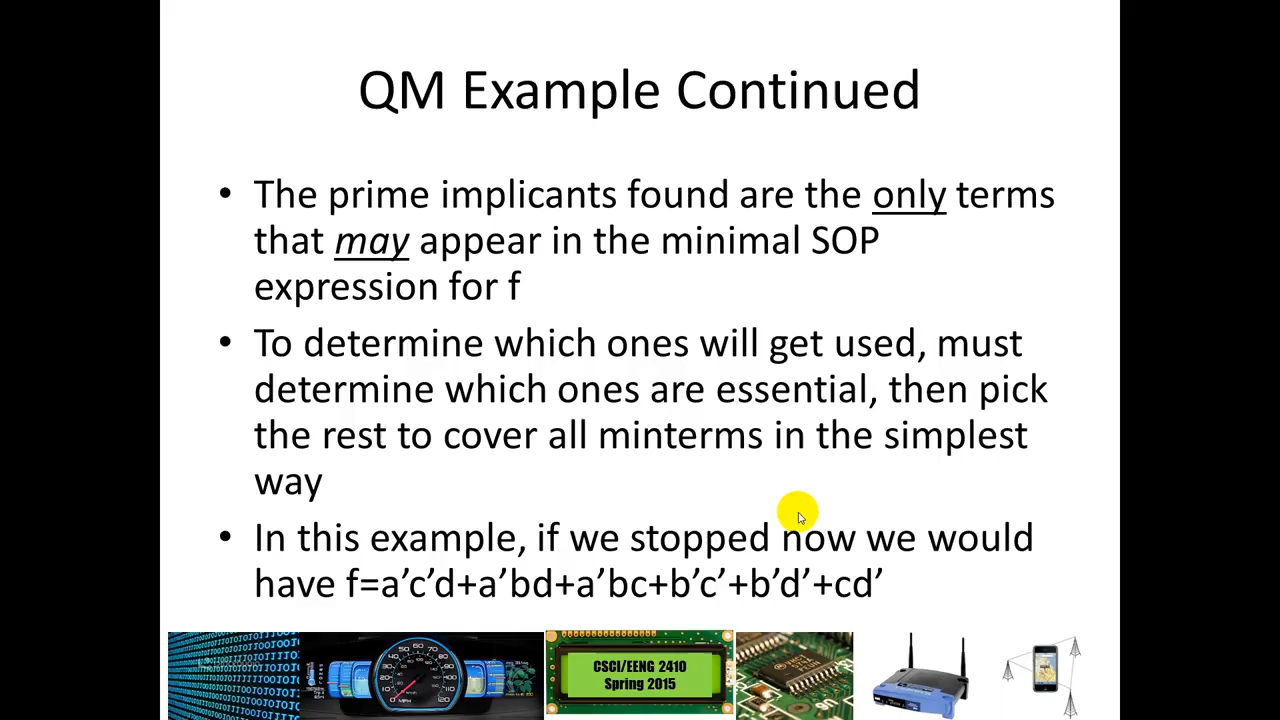 QM Example Continued
• The prime implicants found are the only terms
that may appear in the minimal SOP
expression for f
• To determine which ones will get used, must
determine which ones are essential, then pick
the rest to cover all minterms in the simplest
way
• In this example, if we stopped now we would
have f=a’c’d+a’bd+a’bc+b’c’+b’d’+cd’
CSCI/EENG 2410
Spring 2015